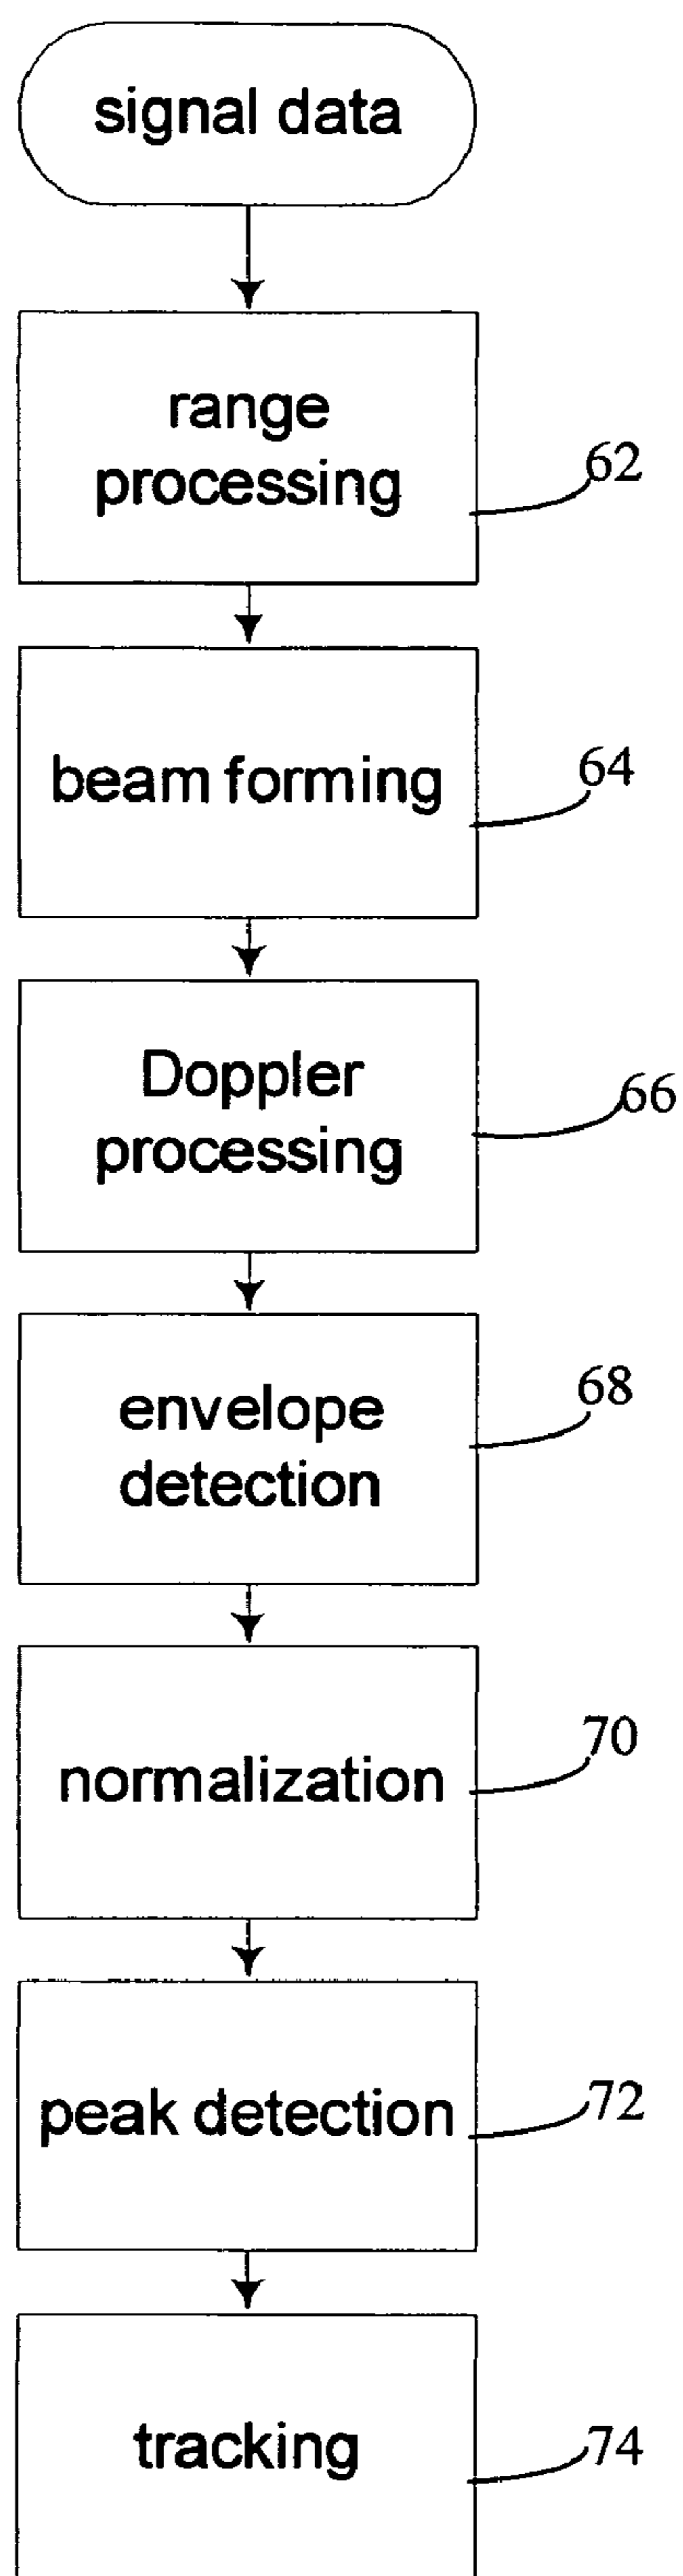 signal data
range
processing
62
beam forming
64
Doppler
processing
66
envelope
detection
68
normalization
70
peak detection
72
tracking
74